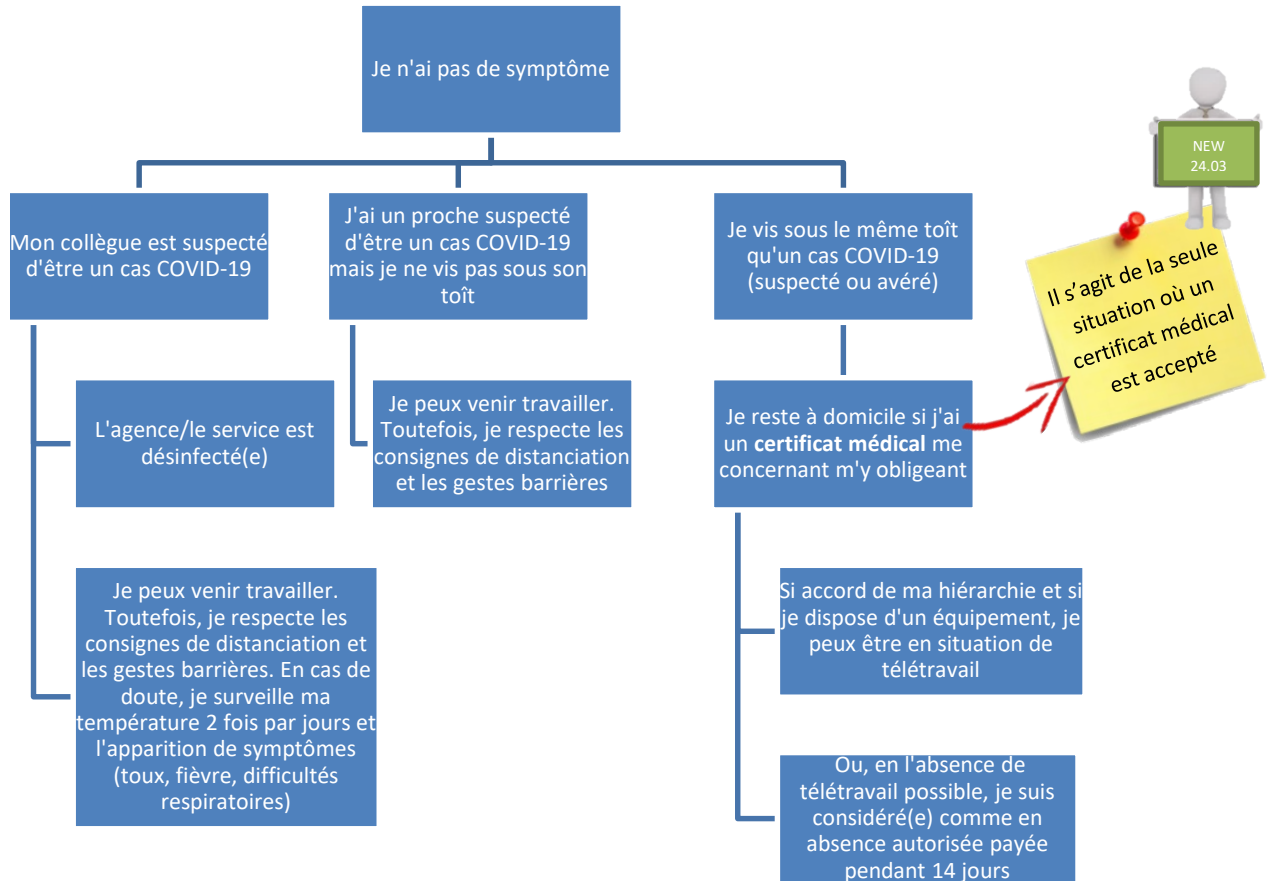 Je n'ai pas de symptôme
NEW
24.03
Mon collègue est suspecté
d'être un cas COVID-19
J'ai un proche suspecté
d'être un cas COVID-19
mais je ne vis pas sous son
toît
Je vis sous le même toît
qu'un cas COVID-19
(suspecté ou avéré)
Il s'agit de la seule
situation où un
certificat médical
est accepté
L'agence/le service est
désinfecté(e)
Je peux venir travailler.
Toutefois, je respecte les
consignes de distanciation
et les gestes barrières
Je reste à domicile si j'ai
un certificat médical me
concernant m'y obligeant
Je peux venir travailler.
Toutefois, je respecte les
consignes de distanciation et
les gestes barrières. En cas de
doute, je surveille ma
température 2 fois par jours et
l'apparition de symptômes
(toux, fièvre, difficultés
respiratoires)
Si accord de ma hiérarchie et si
je dispose d'un équipement, je
peux être en situation de
télétravail
Ou, en l'absence de
télétravail possible, je suis
considéré(e) comme en
absence autorisée payée
pendant 14 jours